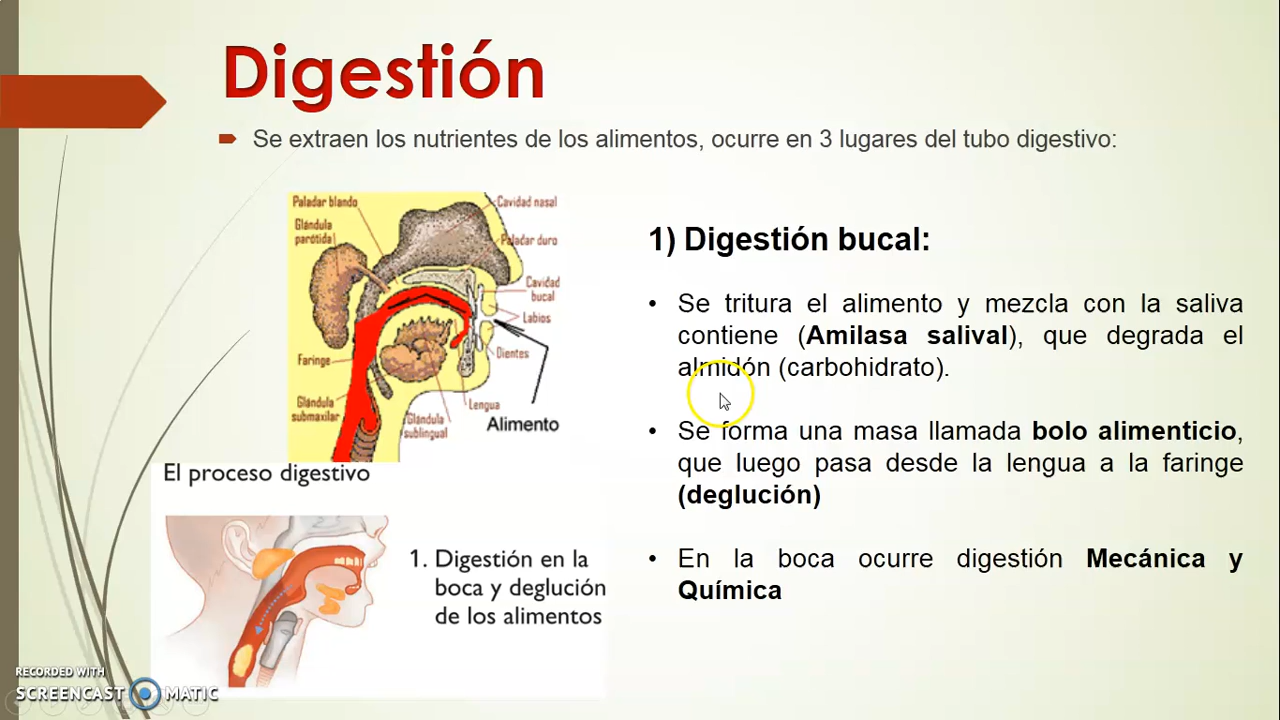 Digestión
Se extraen los nutrientes de los alimentos, ocurre en 3 lugares del tubo digestivo:
Paladar blando
Cavidad nasal
Glándula
parótida
Paladar duro
Cavidad
bucal
Labios
Dientes
Faringe
Glándula
submaxilar
Lengua
Glándula
sublingual
Alimento
El proceso digestivo
1. Digestión en la
boca y deglución
de los alimentos
1) Digestión bucal:
• Se tritura el alimento y mezcla con la saliva
contiene (Amilasa salival), que degrada el
almidón (carbohidrato).
• Se forma una masa llamada bolo alimenticio,
que luego pasa desde la lengua a la faringe
(deglución)
• En la boca ocurre digestión Mecánica y
Química
RECORDED WITH
SCREENCAST MATIC